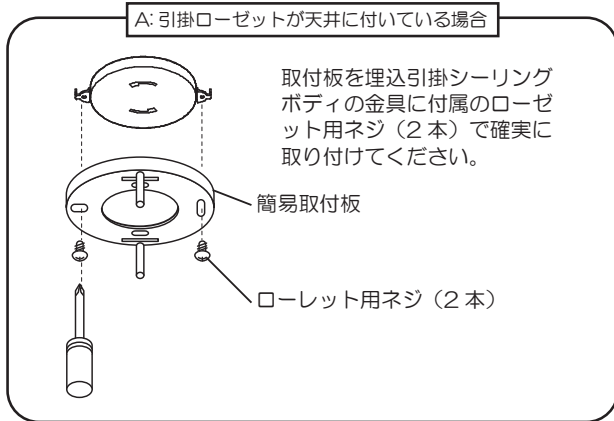 A: 引掛ローゼットが天井に付いている場合
取付板を埋込引掛シーリング
ボディの金具に付属のローゼ
ット用ネジ（2 本）で確実に
取り付けてください。
簡易取付板
ローレット用ネジ（2 本）